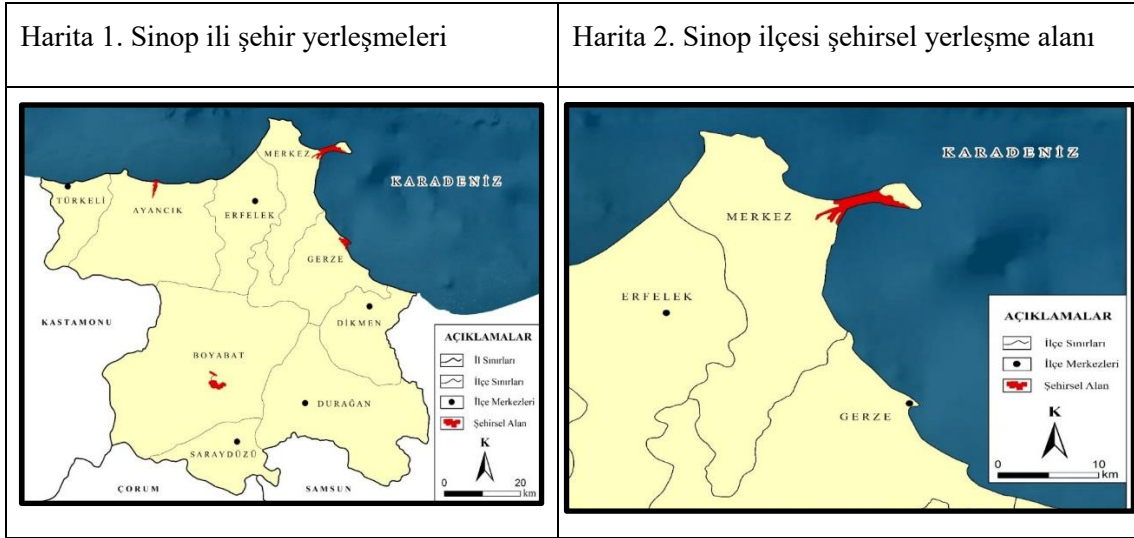 Harita 1. Sinop ili şehir yerleşmeleri
MERKEZ
KARADENİZ
TÜRKELİ
AYANCIK
ERFELEK
GERZE
KASTAMONU
DİKMEN
BOYABAT
DURAĞAN
SARAYDÜZÜ
ÇORUM
SAMSUN
AÇIKLAMALAR
İl Sınırları
İlçe Sınırları
İlçe Merkezleri
Şehirsel Alan
K
0 20
km
Harita 2. Sinop ilçesi şehirsel yerleşme alanı
KARADENİZ
MERKEZ
ERFELEK
GERZE
AÇIKLAMALAR
İlçe Sınırları
İlçe Merkezleri
Şehirsel Alan
K
0 10
km